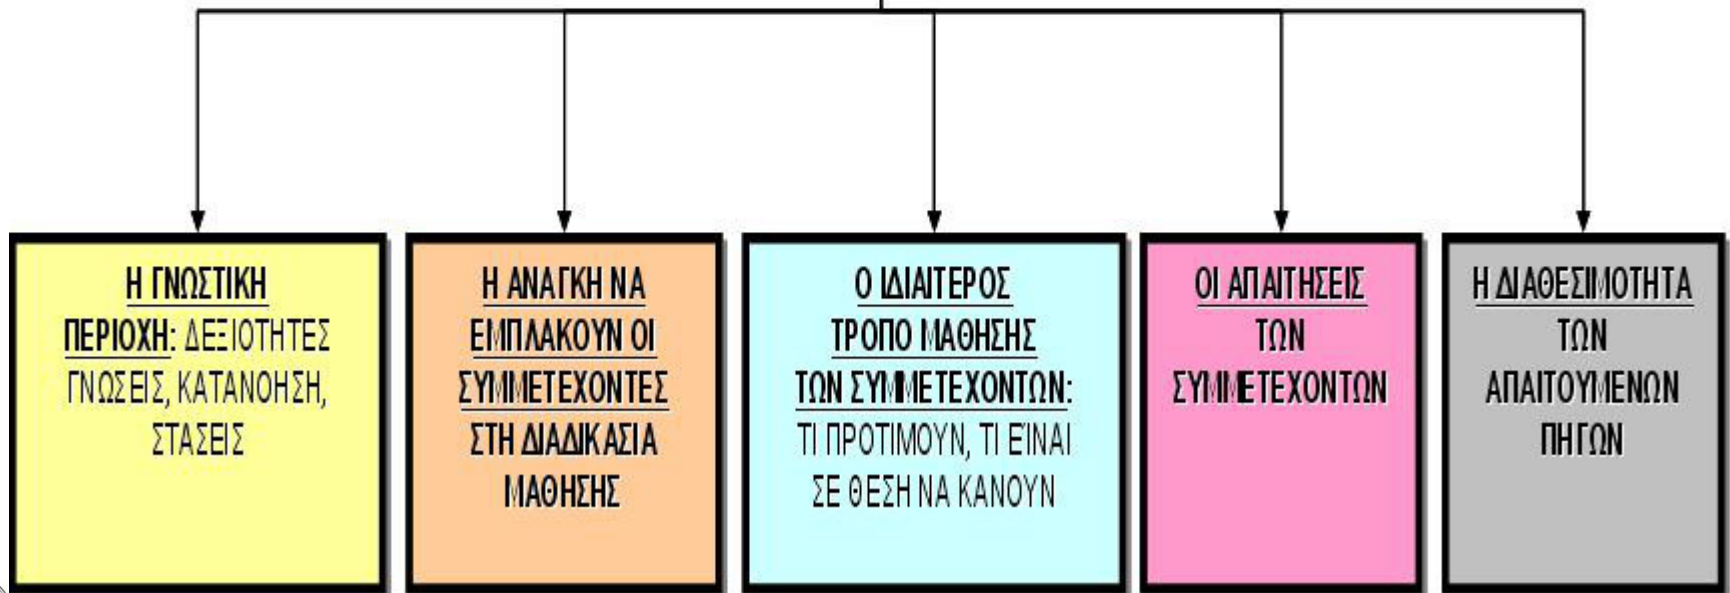 Η ΓΝΩΣΤΙΚΗ
ΠΕΡΙΟΧΗ: ΔΕΞΙΟΤΗΤΕΣ
ΓΝΩΣΕΙΣ, ΚΑΤΑΝΟΗΣΗ,
ΣΤΑΣΕΙΣ
Η ΑΝΑΓΚΗ ΝΑ
ΕΜΠΛΑΚΟΥΝ ΟΙ
ΣΥΜΜΕΤΕΧΟΝΤΕΣ
ΣΤΗ ΔΙΑΔΙΚΑΣΙΑ
ΜΑΘΗΣΗΣ
Ο ΙΔΙΑΙΤΕΡΟΣ
ΤΡΟΠΟ ΜΑΘΗΣΗΣ
ΤΩΝ ΣΥΜΜΕΤΕΧΟΝΤΩΝ:
ΤΙ ΠΡΟΤΙΜΟΥΝ, ΤΙ ΕΊΝΑΙ
ΣΕ ΘΕΣΗ ΝΑ ΚΑΝΟΥΝ
ΟΙ ΑΠΑΙΤΗΣΕΙΣ
ΤΩΝ
ΣΥΜΜΕΤΕΧΟΝΤΩΝ
Η ΔΙΑΘΕΣΙΜΟΤΗΤΑ
ΤΩΝ
ΑΠΑΙΤΟΥΜΕΝΩΝ
ΠΗΓΩΝ